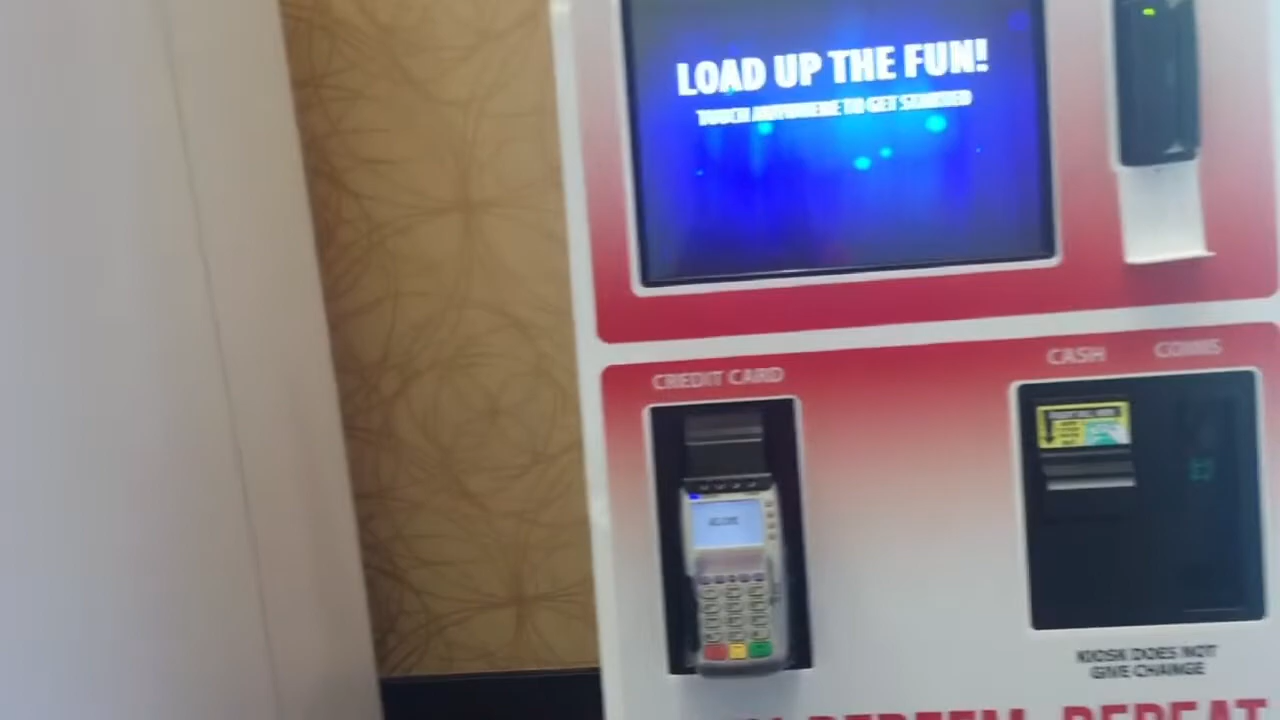 LOAD UP THE FUN!
TOUCH ANYWHERE TO GET STARTED
CREDIT CARD
CASH
COINS
KIOSK DOES NOT
GIVE CHANGE
REDEEM. REPEAT